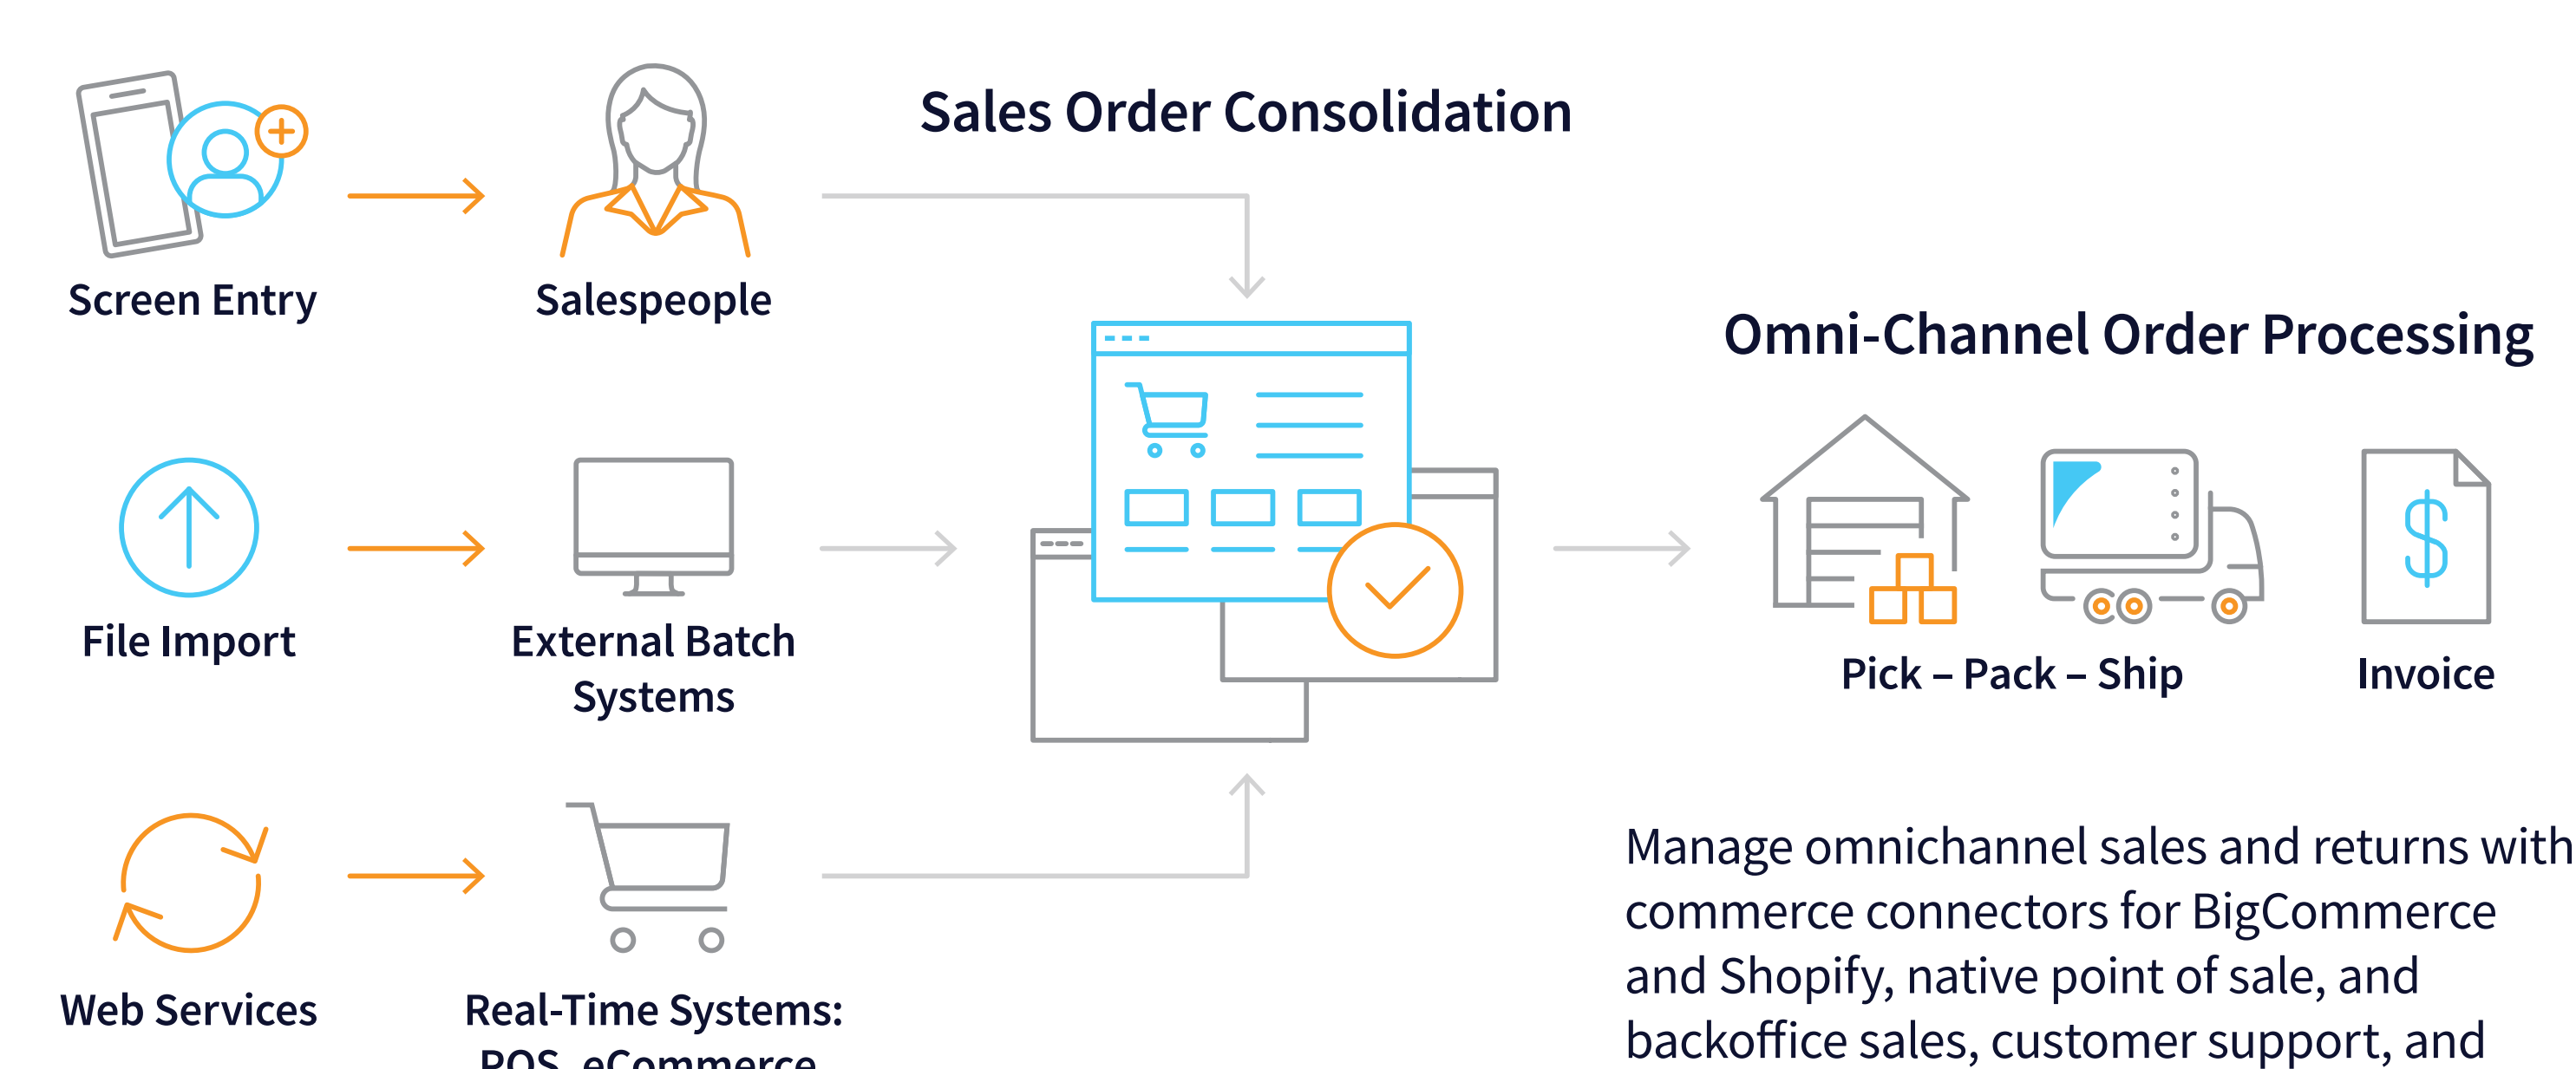 Sales Order Consolidation
Screen Entry
Salespeople
Omni-Channel Order Processing
File Import
External Batch
Systems
Pick – Pack – Ship
Invoice
Web Services
Real-Time Systems:
POS, eCommerce
Manage omnichannel sales and returns with
commerce connectors for BigCommerce
and Shopify, native point of sale, and
backoffice sales, customer support, and